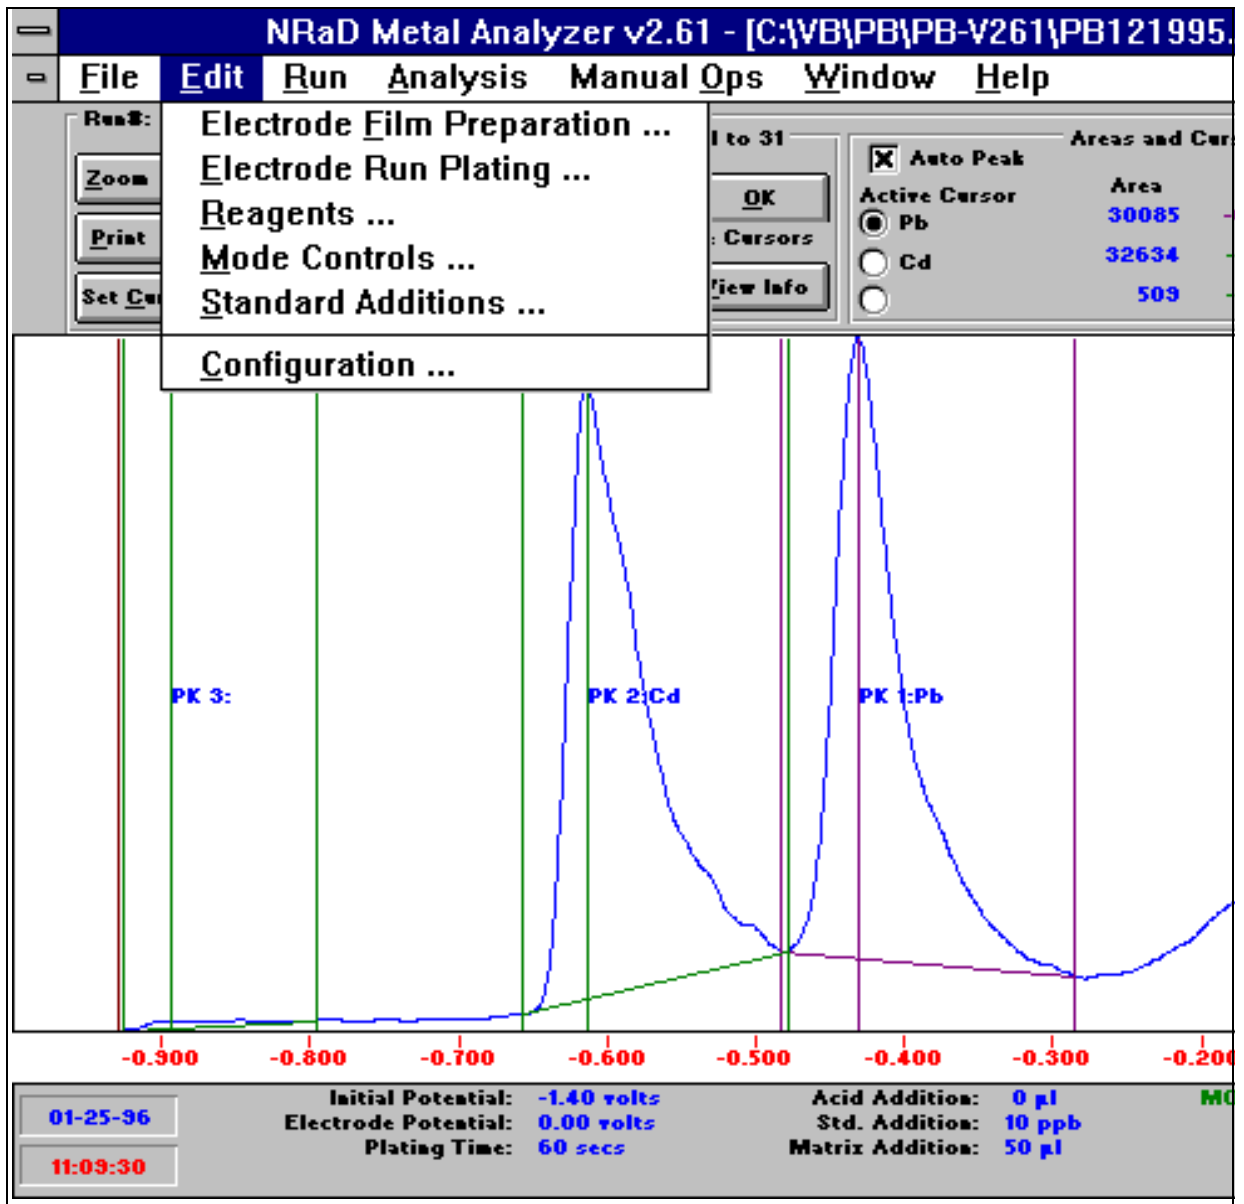 NRaD Metal Analyzer v2.61 - [C:\VB\PB\PB-V261\PB121995.
File Edit Run Analysis Manual Ops Window Help
Run#:
Zoom
Print
Electrode Film Preparation ...
Electrode Run Plating ...
Reagents ...
Mode Controls ...
Standard Additions ...
Configuration ...
to 31
OK
Cursors
Info
Auto Peak
Areas and
Active Cursor
Area
Pb
30085
Cd
32634
509
Set
PK 3:
PK 2:Cd
PK 1:Pb
-0.900 -0.800 -0.700 -0.600 -0.500 -0.400 -0.300 -0.200
01-25-96
11:09:30
Initial Potential: -1.40 volts
Electrode Potential: 0.00 volts
Plating Time: 60 secs
Acid Addition: 0 µl
Std. Addition: 10 ppb
Matrix Addition: 50 µl